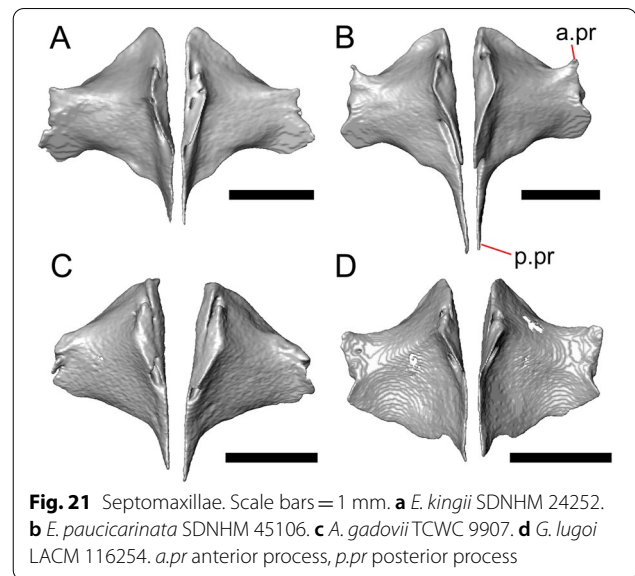 A
B
a.pr
p.pr
C
D
Fig. 21 Septomaxillae. Scale bars = 1 mm. a E. kingii SDNHM 24252.
b E. paucicarinata SDNHM 45106. c A. gadovii TCWC 9907. d G. lugoi
LACM 116254. a.pr anterior process, p.pr posterior process